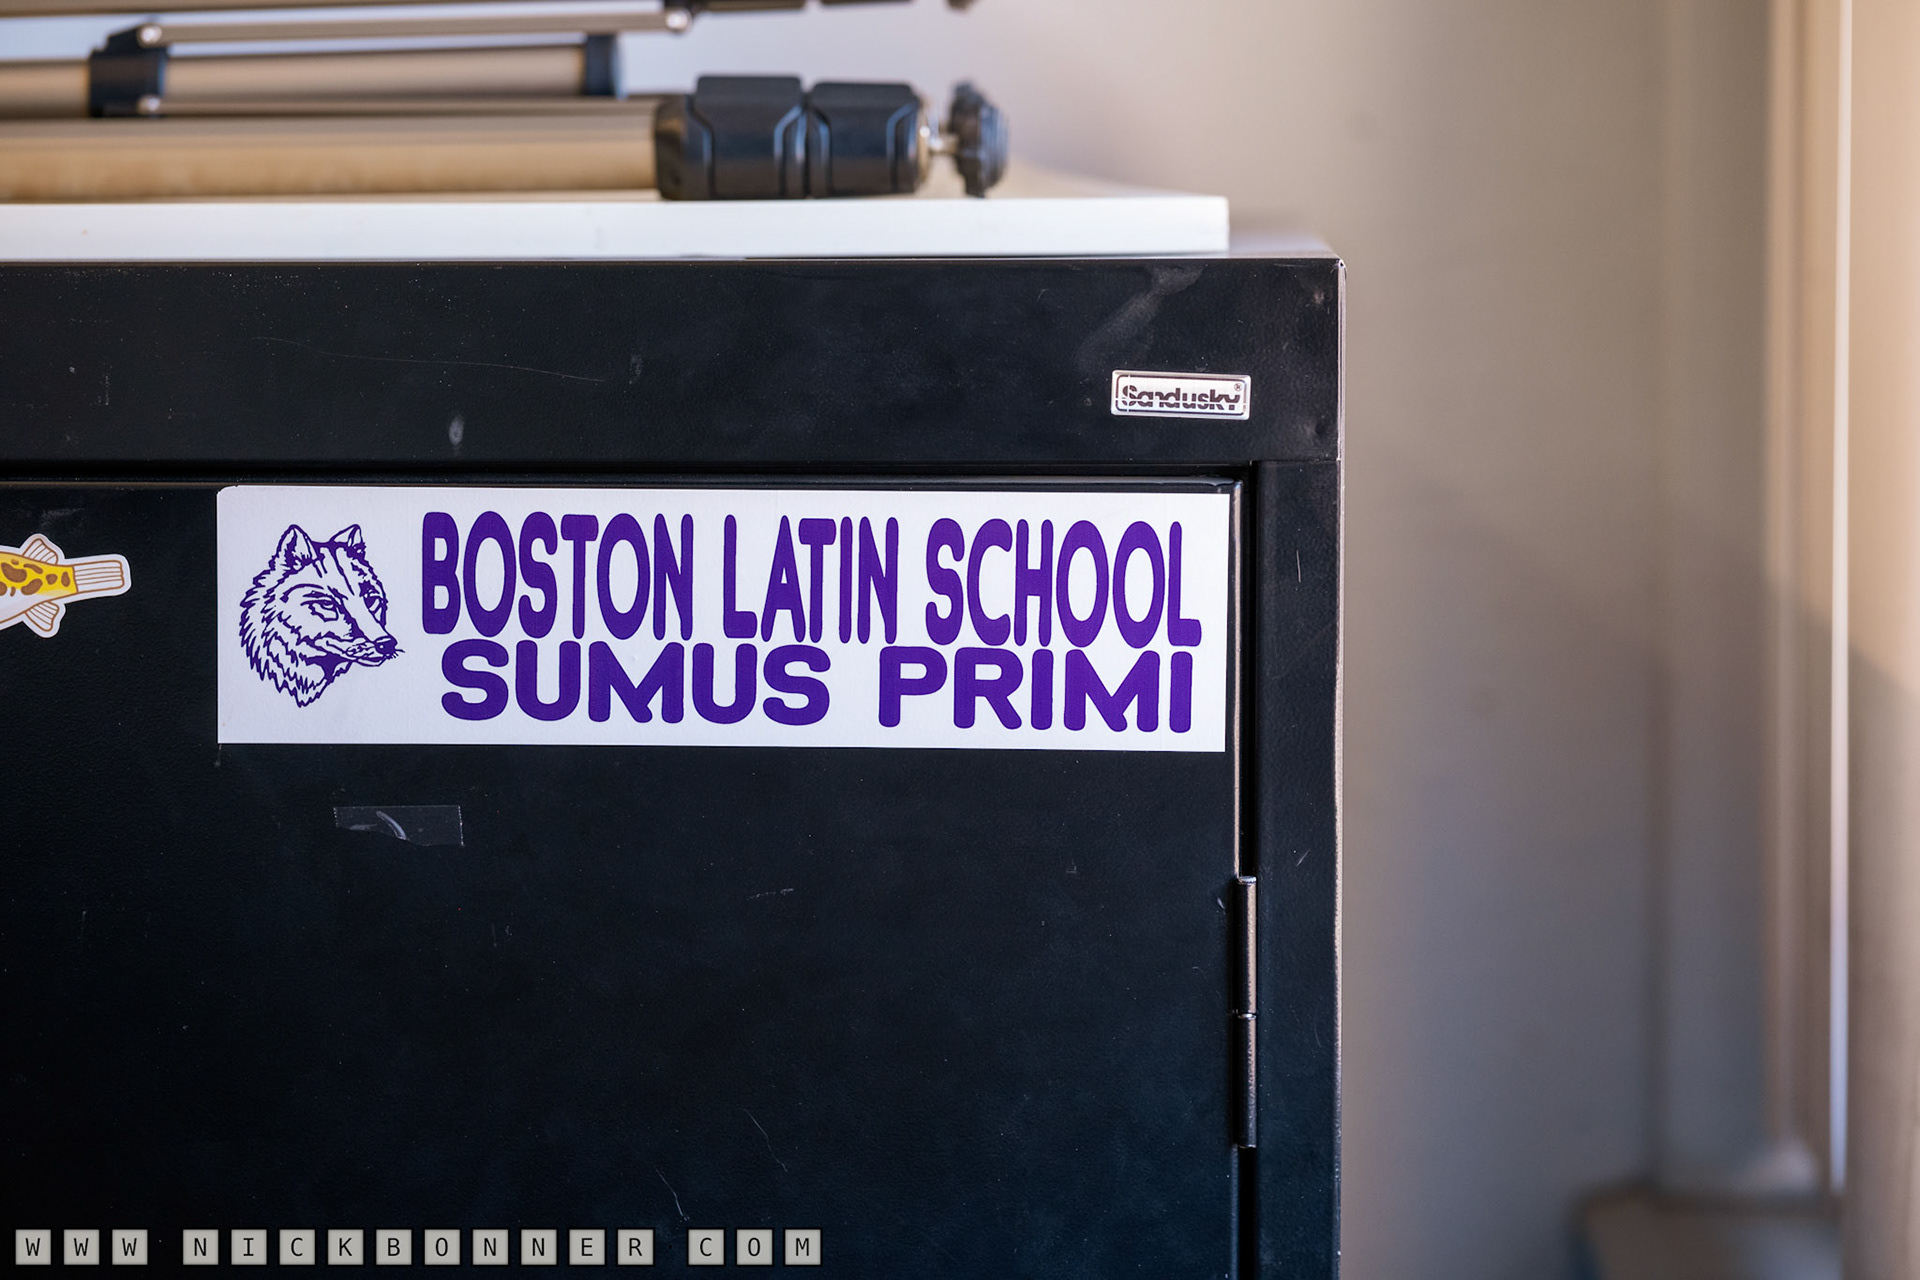 Sandusky®
BOSTON LATIN SCHOOL
SUMUS PRIMI
WWW NICKBONNER COM